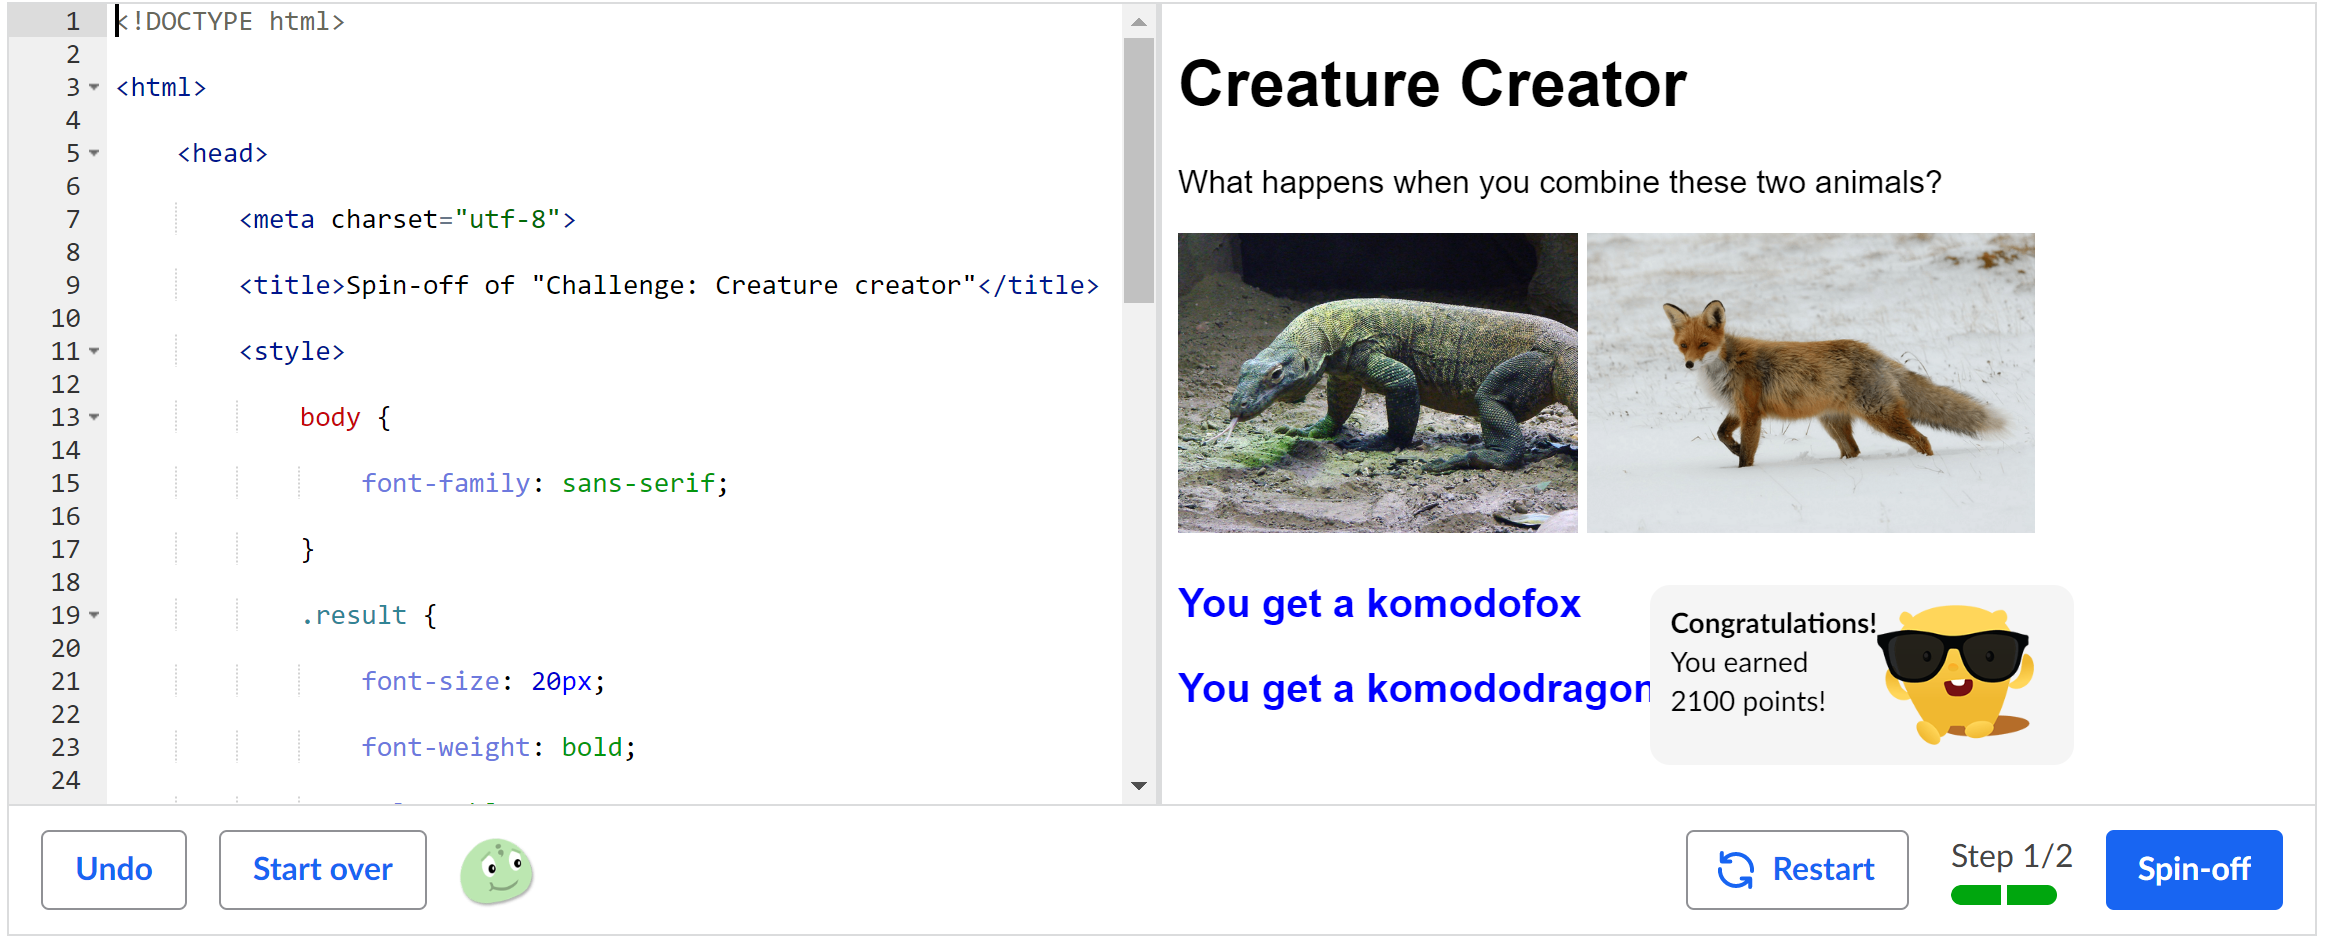 1 <!DOCTYPE html>
2
3 <html>
4
5 <head>
6
7 <meta charset="utf-8">
8
9 <title>Spin-off of "Challenge: Creature creator"</title>
10
11 <style>
12
13 body {
14
15 font-family: sans-serif;
16
17 }
18
19 .result {
20
21 font-size: 20px;
22
23 font-weight: bold;
24
Creature Creator
What happens when you combine these two animals?
You get a komodofox
You get a komododragon
Congratulations!
You earned
2100 points!
Undo
Start over
Restart
Step 1/2
Spin-off